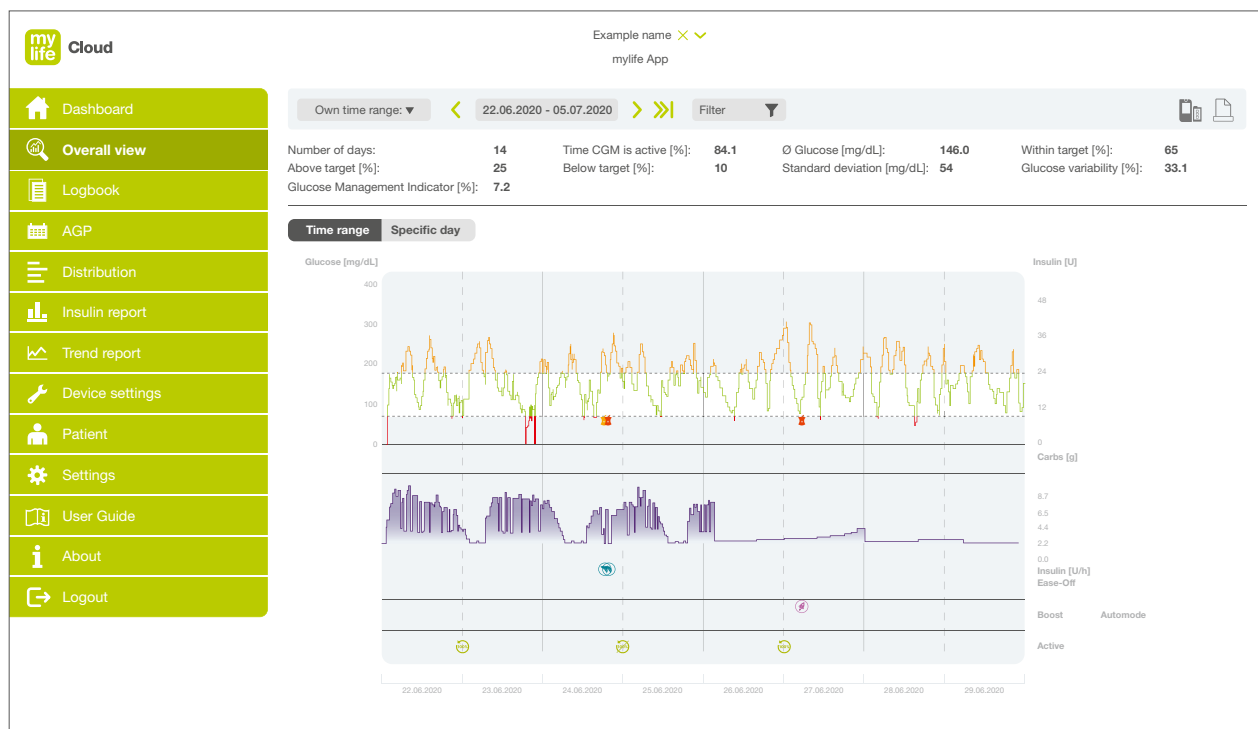 my
life
Cloud
Example name
mylife App
Dashboard
Overall view
Logbook
AGP
Distribution
Insulin report
Trend report
Device settings
Patient
Settings
User Guide
About
Logout
Own time range:
22.06.2020 - 05.07.2020
Filter
Number of days: 14 Time CGM is active [%]: 84.1 Ø Glucose [mg/dL]: 146.0 Within target [%]: 65
Above target [%]: 25 Below target [%]: 10 Standard deviation [mg/dL]: 54 Glucose variability [%]: 33.1
Glucose Management Indicator [%]: 7.2
Time range Specific day
Glucose [mg/dL] Insulin [U]
400
300
200
100
0
48
36
24
12
0
Carbs [g]
8.7
6.5
4.4
2.2
0.0
Insulin [U/h]
Ease-Off
Boost Automode
Active
22.06.2020 23.06.2020 24.06.2020 25.06.2020 26.06.2020 27.06.2020 28.06.2020 29.06.2020